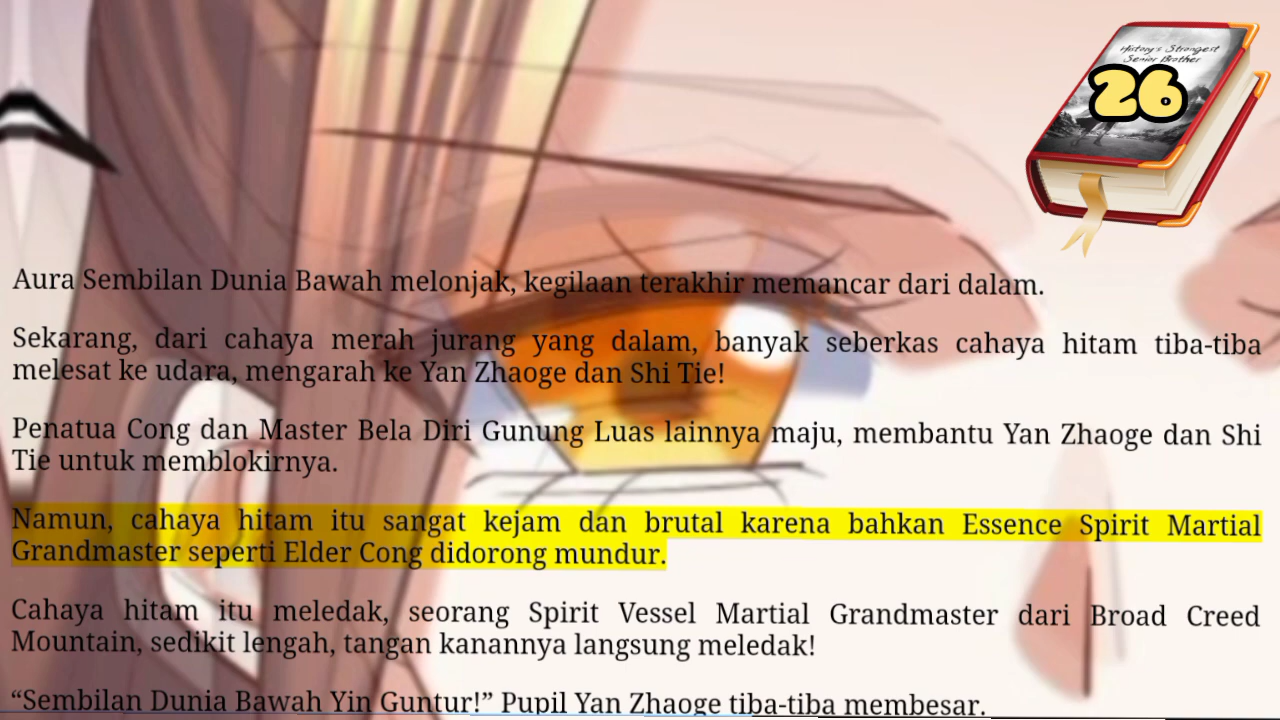 History's Strongest
Senior Brother
26
Aura Sembilan Dunia Bawah melonjak, kegilaan terakhir memancar dari dalam.
Sekarang, dari cahaya merah jurang yang dalam, banyak seberkas cahaya hitam tiba-tiba
melesat ke udara, mengarah ke Yan Zhaoge dan Shi Tie!
Penatua Cong dan Master Bela Diri Gunung Luas lainnya maju, membantu Yan Zhaoge dan Shi
Tie untuk memblokirnya.
Namun, cahaya hitam itu sangat kejam dan brutal karena bahkan Essence Spirit Martial
Grandmaster seperti Elder Cong didorong mundur.
Cahaya hitam itu meledak, seorang Spirit Vessel Martial Grandmaster dari Broad Creed
Mountain, sedikit lengah, tangan kanannya langsung meledak!
“Sembilan Dunia Bawah Yin Guntur!” Pupil Yan Zhaoge tiba-tiba membesar.